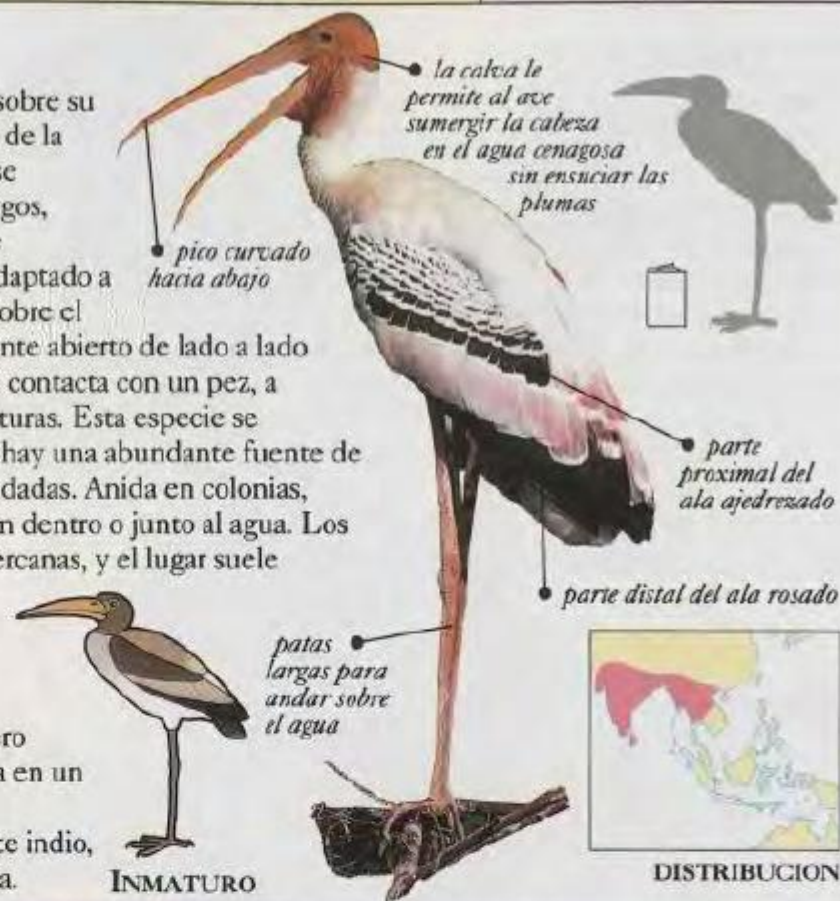 sobre su
de la
se
gos,
daptado a
obre el
nte abierto de lado a lado
contacta con un pez, a
turas. Esta especie se
hay una abundante fuente de
dadas. Anida en colonias,
n dentro o junto al agua. Los
ercanas, y el lugar suele
ero
a en un
te indio,
a.
la calva le
permite al ave
sumergir la cabeza
en el agua cenagosa
sin ensuciar las
plumas
pico curvado
hacia abajo
parte
proximal del
ala ajedrezado
parte distal del ala rosado
patas
largas para
andar sobre
el agua
INMATURO
DISTRIBUCION